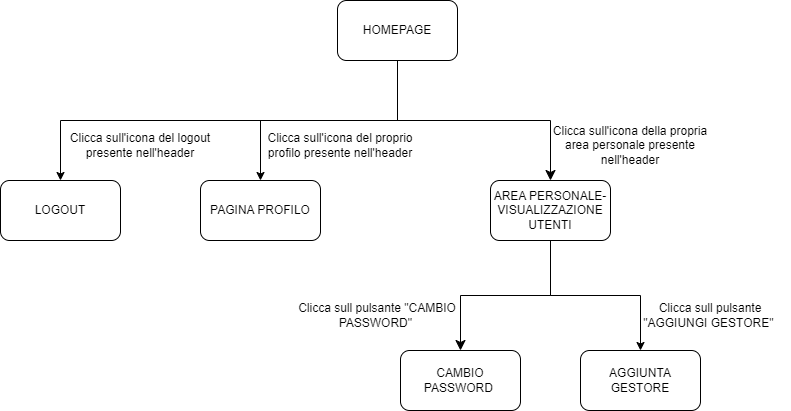 HOMEPAGE
Clicca sull'icona del logout
presente nell'header
Clicca sull'icona del proprio
profilo presente nell'header
Clicca sull'icona della propria
area personale presente
nell'header
LOGOUT
PAGINA PROFILO
AREA PERSONALE-
VISUALIZZAZIONE
UTENTI
Clicca sull pulsante "CAMBIO
PASSWORD"
Clicca sull pulsante
"AGGIUNGI GESTORE"
CAMBIO
PASSWORD
AGGIUNTA
GESTORE